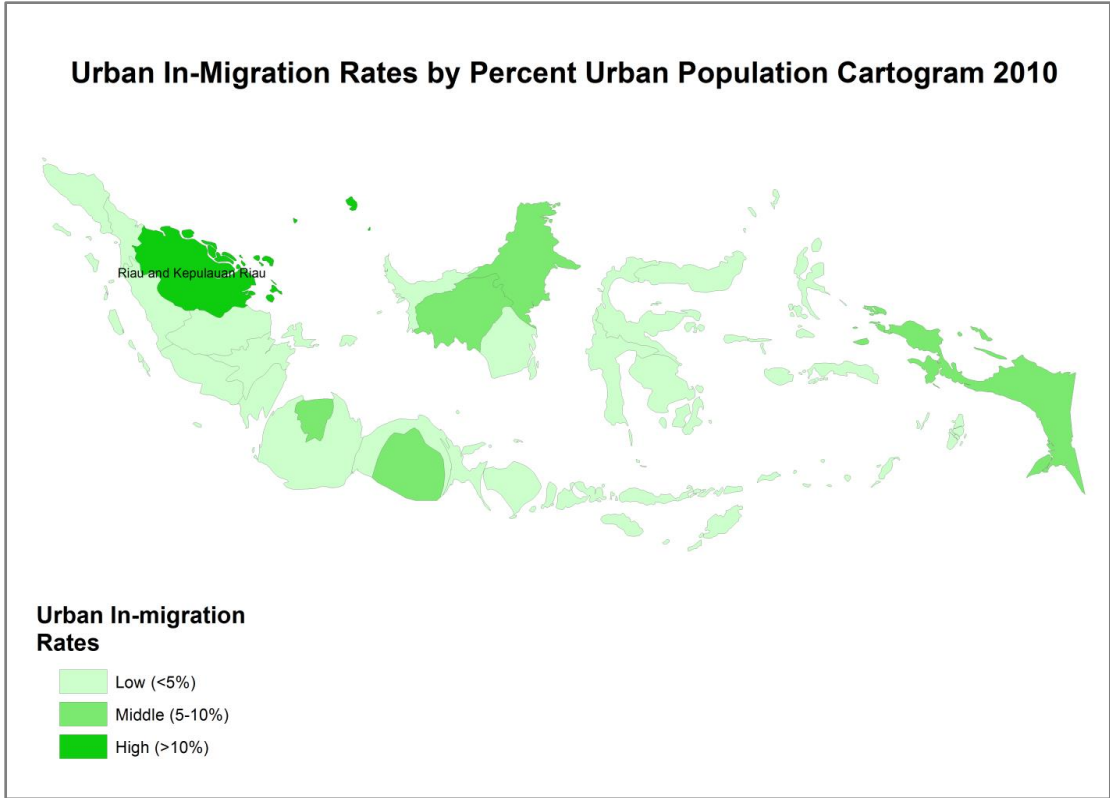 Urban In-Migration Rates by Percent Urban Population Cartogram 2010
Riau and Kepulauan Riau
Urban In-migration
Rates
Low (<5%)
Middle (5-10%)
High (>10%)